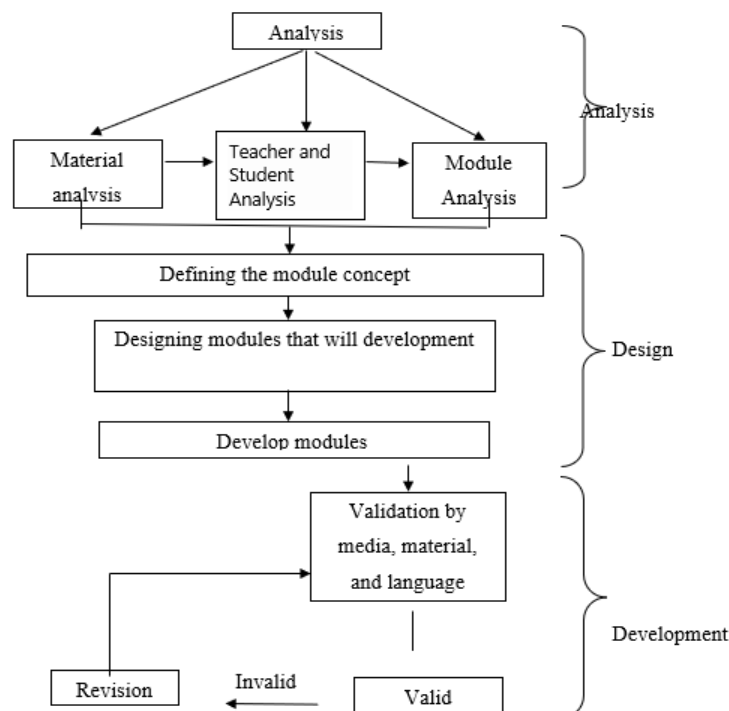 Analysis
Analysis
Material
analysis
Teacher and
Student
Analysis
Module
Analysis
Defining the module concept
Designing modules that will development
Design
Develop modules
Validation by
media, material,
and language
Development
Revision
Invalid
Valid